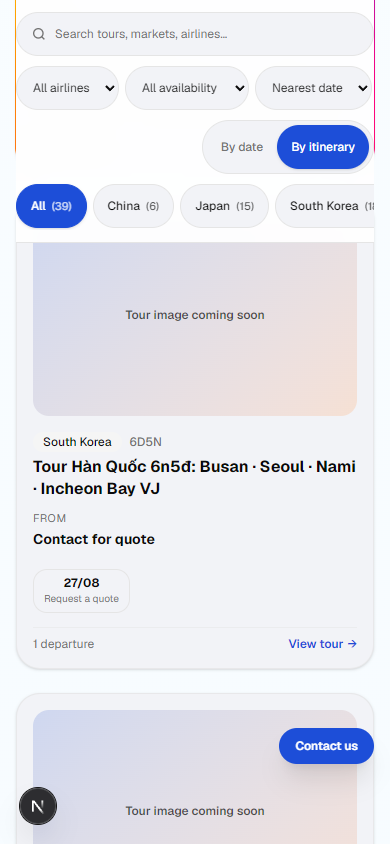 Search tours, markets, airlines…
All airlines
All availability
Nearest date
By date
By itinerary
All (39)
China (6)
Japan (15)
South Korea
Tour image coming soon
South Korea 6D5N
Tour Hàn Quốc 6n5đ: Busan · Seoul · Nami
· Incheon Bay VJ
FROM
Contact for quote
27/08
Request a quote
1 departure
View tour →
Contact us
Tour image coming soon
N